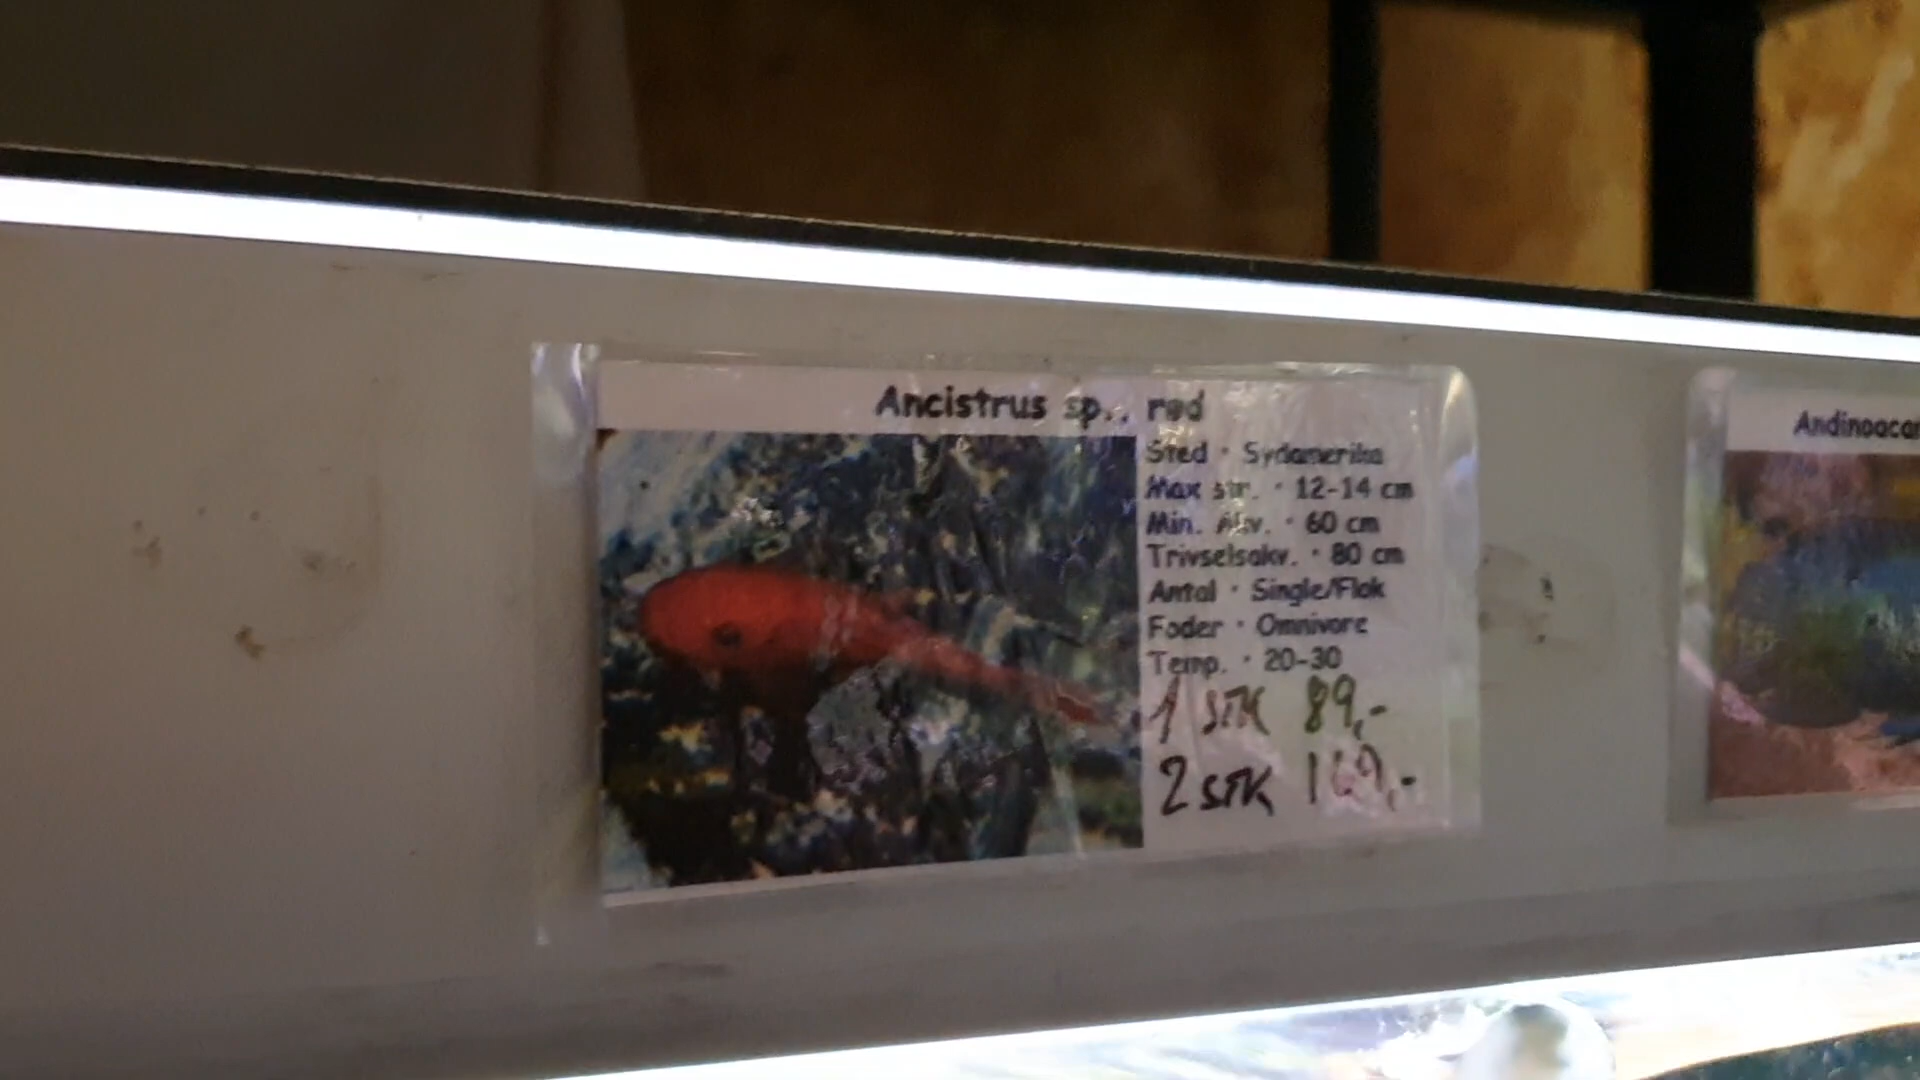 Ancistrus sp.. rød
Sted · Sydamerika
Max str. · 12-14 cm
Min. Akv. · 60 cm
Trivselsakv. · 80 cm
Antal · Single/Flok
Foder · Omnivore
Temp. · 20-30
1 STK 89,-
2 STK 169,-
Andinoacar